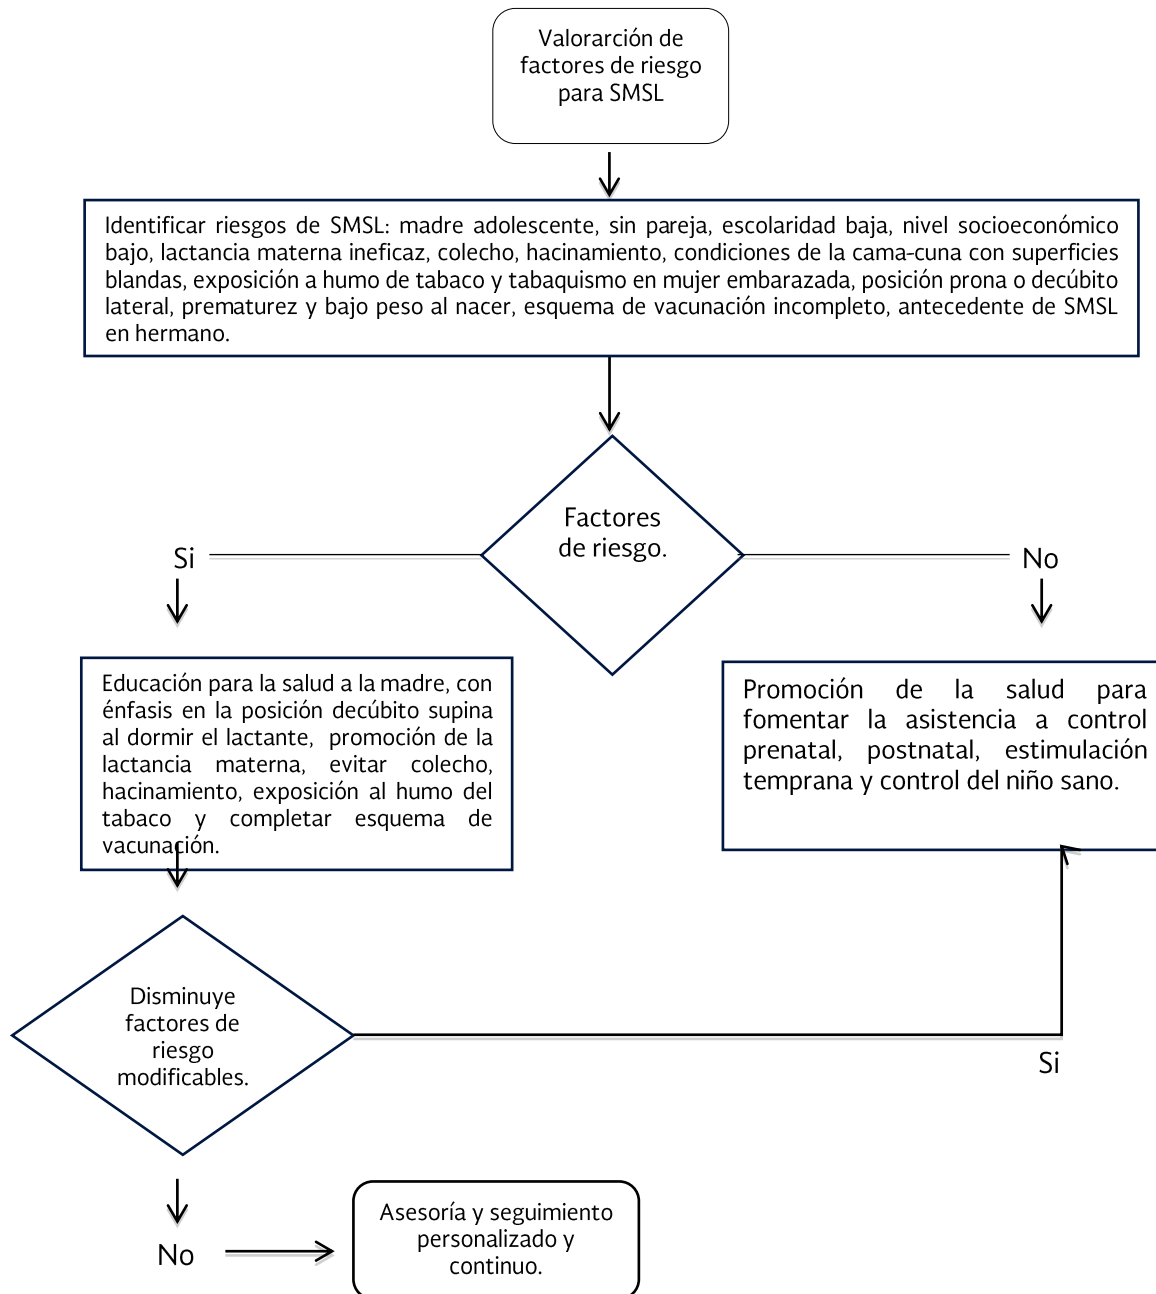 Valorarción de
factores de riesgo
para SMSL
Identificar riesgos de SMSL: madre adolescente, sin pareja, escolaridad baja, nivel socioeconómico
bajo, lactancia materna ineficaz, colecho, hacinamiento, condiciones de la cama-cuna con superficies
blandas, exposición a humo de tabaco y tabaquismo en mujer embarazada, posición prona o decúbito
lateral, prematurez y bajo peso al nacer, esquema de vacunación incompleto, antecedente de SMSL
en hermano.
Factores
de riesgo.
Si
No
Educación para la salud a la madre, con
énfasis en la posición decúbito supina
al dormir el lactante, promoción de la
lactancia materna, evitar colecho,
hacinamiento, exposición al humo del
tabaco y completar esquema de
vacunación.
Promoción de la salud para
fomentar la asistencia a control
prenatal, postnatal, estimulación
temprana y control del niño sano.
Disminuye
factores de
riesgo
modificables.
Si
No
Asesoría y seguimiento
personalizado y
continuo.